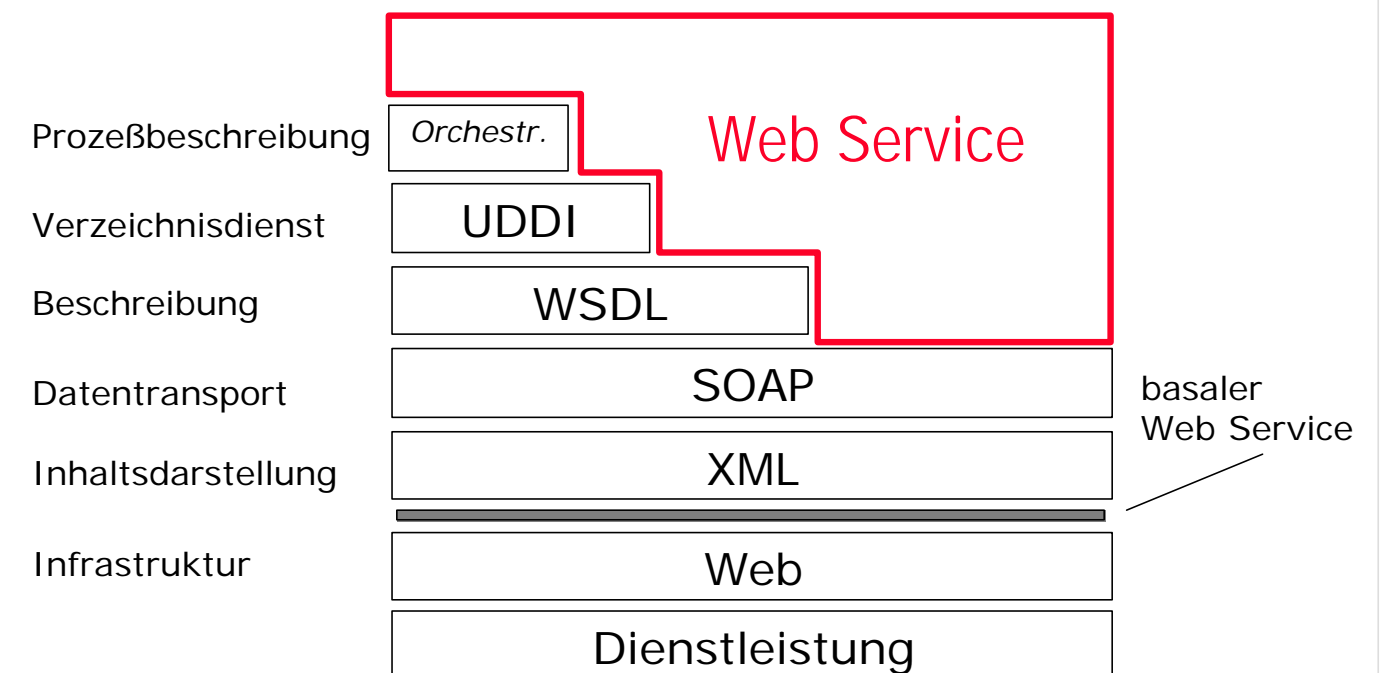 Web Service
Prozeßbeschreibung
Orchestr.
Verzeichnisdienst
UDDI
Beschreibung
WSDL
Datentransport
SOAP
basaler
Web Service
Inhaltsdarstellung
XML
Infrastruktur
Web
Dienstleistung